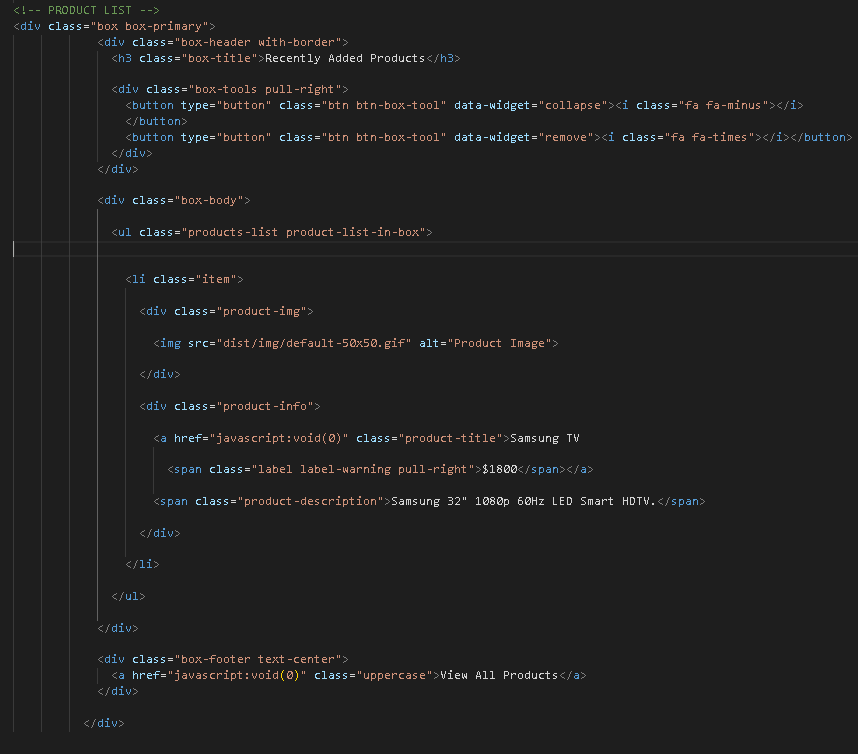 <!-- PRODUCT LIST -->
<div class="box box-primary">
<div class="box-header with-border">
<h3 class="box-title">Recently Added Products</h3>
<div class="box-tools pull-right">
<button type="button" class="btn btn-box-tool" data-widget="collapse"><i class="fa fa-minus"></i>
</button>
<button type="button" class="btn btn-box-tool" data-widget="remove"><i class="fa fa-times"></i></button>
</div>
</div>
<div class="box-body">
<ul class="products-list product-list-in-box">
<li class="item">
<div class="product-img">
<img src="dist/img/default-50x50.gif" alt="Product Image">
</div>
<div class="product-info">
<a href="javascript:void(0)" class="product-title">Samsung TV
<span class="label label-warning pull-right">$1800</span></a>
<span class="product-description">Samsung 32" 1080p 60Hz LED Smart HDTV.</span>
</div>
</li>
</ul>
</div>
<div class="box-footer text-center">
<a href="javascript:void(0)" class="uppercase">View All Products</a>
</div>
</div>